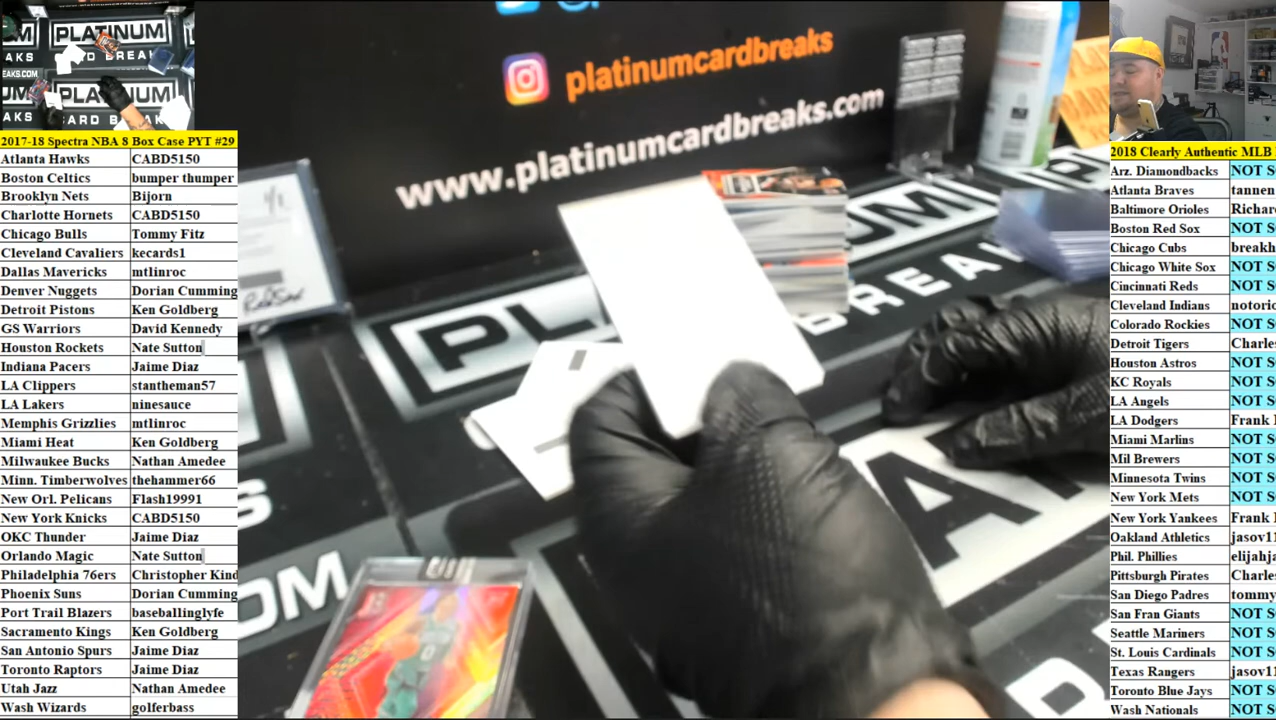 PLATINUM
AKS CARD BREAKS
PLATINUM
2017-18 Spectra NBA 8 Box Case PYT #29
Atlanta Hawks CABD5150
Boston Celtics bumper thumper
Brooklyn Nets Bijorn
Charlotte Hornets CABD5150
Chicago Bulls Tommy Fitz
Cleveland Cavaliers kecards1
Dallas Mavericks mtlinroc
Denver Nuggets Dorian Cumming
Detroit Pistons Ken Goldberg
GS Warriors David Kennedy
Houston Rockets Nate Sutton
Indiana Pacers Jaime Diaz
LA Clippers stantheman57
LA Lakers ninesauce
Memphis Grizzlies mtlinroc
Miami Heat Ken Goldberg
Milwaukee Bucks Nathan Amedee
Minn. Timberwolves thehammer66
New Orl. Pelicans Flash19991
New York Knicks CABD5150
OKC Thunder Jaime Diaz
Orlando Magic Nate Sutton
Philadelphia 76ers Christopher Kind
Phoenix Suns Dorian Cumming
Port Trail Blazers baseballinglyfe
Sacramento Kings Ken Goldberg
San Antonio Spurs Jaime Diaz
Toronto Raptors Jaime Diaz
Utah Jazz Nathan Amedee
Wash Wizards golferbass
platinumcardbreaks
www.platinumcardbreaks.com
1/1
2018 Clearly Authentic MLB
Arz. Diamondbacks NOT S
Atlanta Braves tannen
Baltimore Orioles Richar
Boston Red Sox NOT S
Chicago Cubs breakh
Chicago White Sox NOT S
Cincinnati Reds NOT S
Cleveland Indians notoric
Colorado Rockies NOT S
Detroit Tigers Charle
Houston Astros NOT S
KC Royals NOT S
LA Angels NOT S
LA Dodgers Frank
Miami Marlins NOT S
Mil Brewers NOT S
Minnesota Twins NOT S
New York Mets NOT S
New York Yankees Frank
Oakland Athletics jasov11
Phil. Phillies elijahja
Pittsburgh Pirates Charle
San Diego Padres tommy
San Fran Giants NOT S
Seattle Mariners NOT S
St. Louis Cardinals NOT S
Texas Rangers jasov11
Toronto Blue Jays NOT S
Wash Nationals NOT S